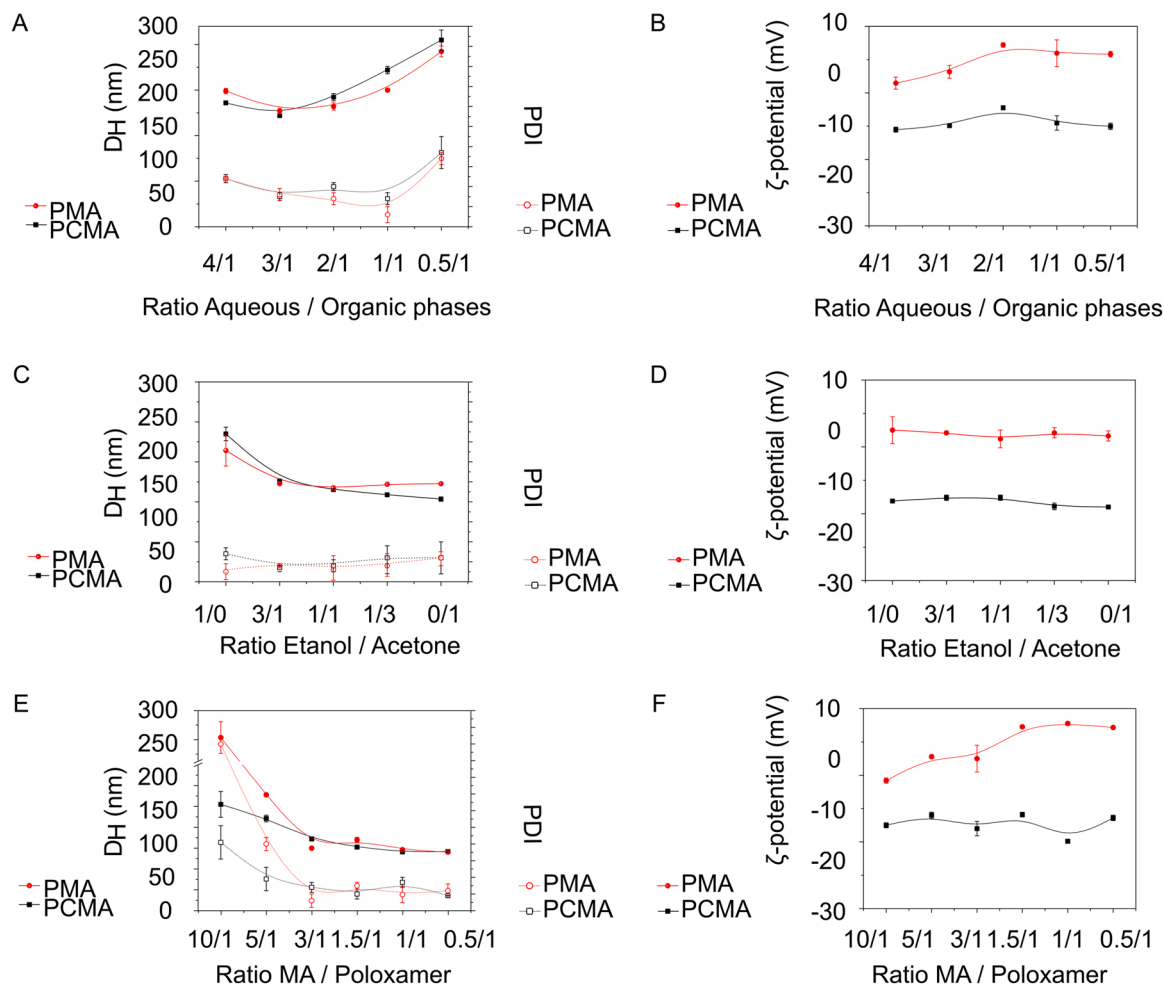 A
300
250
200
150
100
50
0
DH (nm)
PDI
PMA
PCMA
PMA
PCMA
4/1 3/1 2/1 1/1 0.5/1
Ratio Aqueous / Organic phases
B
10
0
-10
-20
-30
ζ-potential (mV)
PMA
PCMA
4/1 3/1 2/1 1/1 0.5/1
Ratio Aqueous / Organic phases
C
300
250
200
150
100
50
0
DH (nm)
PDI
PMA
PCMA
PMA
PCMA
1/0 3/1 1/1 1/3 0/1
Ratio Etanol / Acetone
D
10
0
-10
-20
-30
ζ-potential (mV)
PMA
PCMA
1/0 3/1 1/1 1/3 0/1
Ratio Etanol / Acetone
E
300
250
200
150
100
50
0
DH (nm)
PDI
PMA
PCMA
PMA
PCMA
10/1 5/1 3/1 1.5/1 1/1 0.5/1
Ratio MA / Poloxamer
F
10
0
-10
-20
-30
ζ-potential (mV)
PMA
PCMA
10/1 5/1 3/1 1.5/1 1/1 0.5/1
Ratio MA / Poloxamer